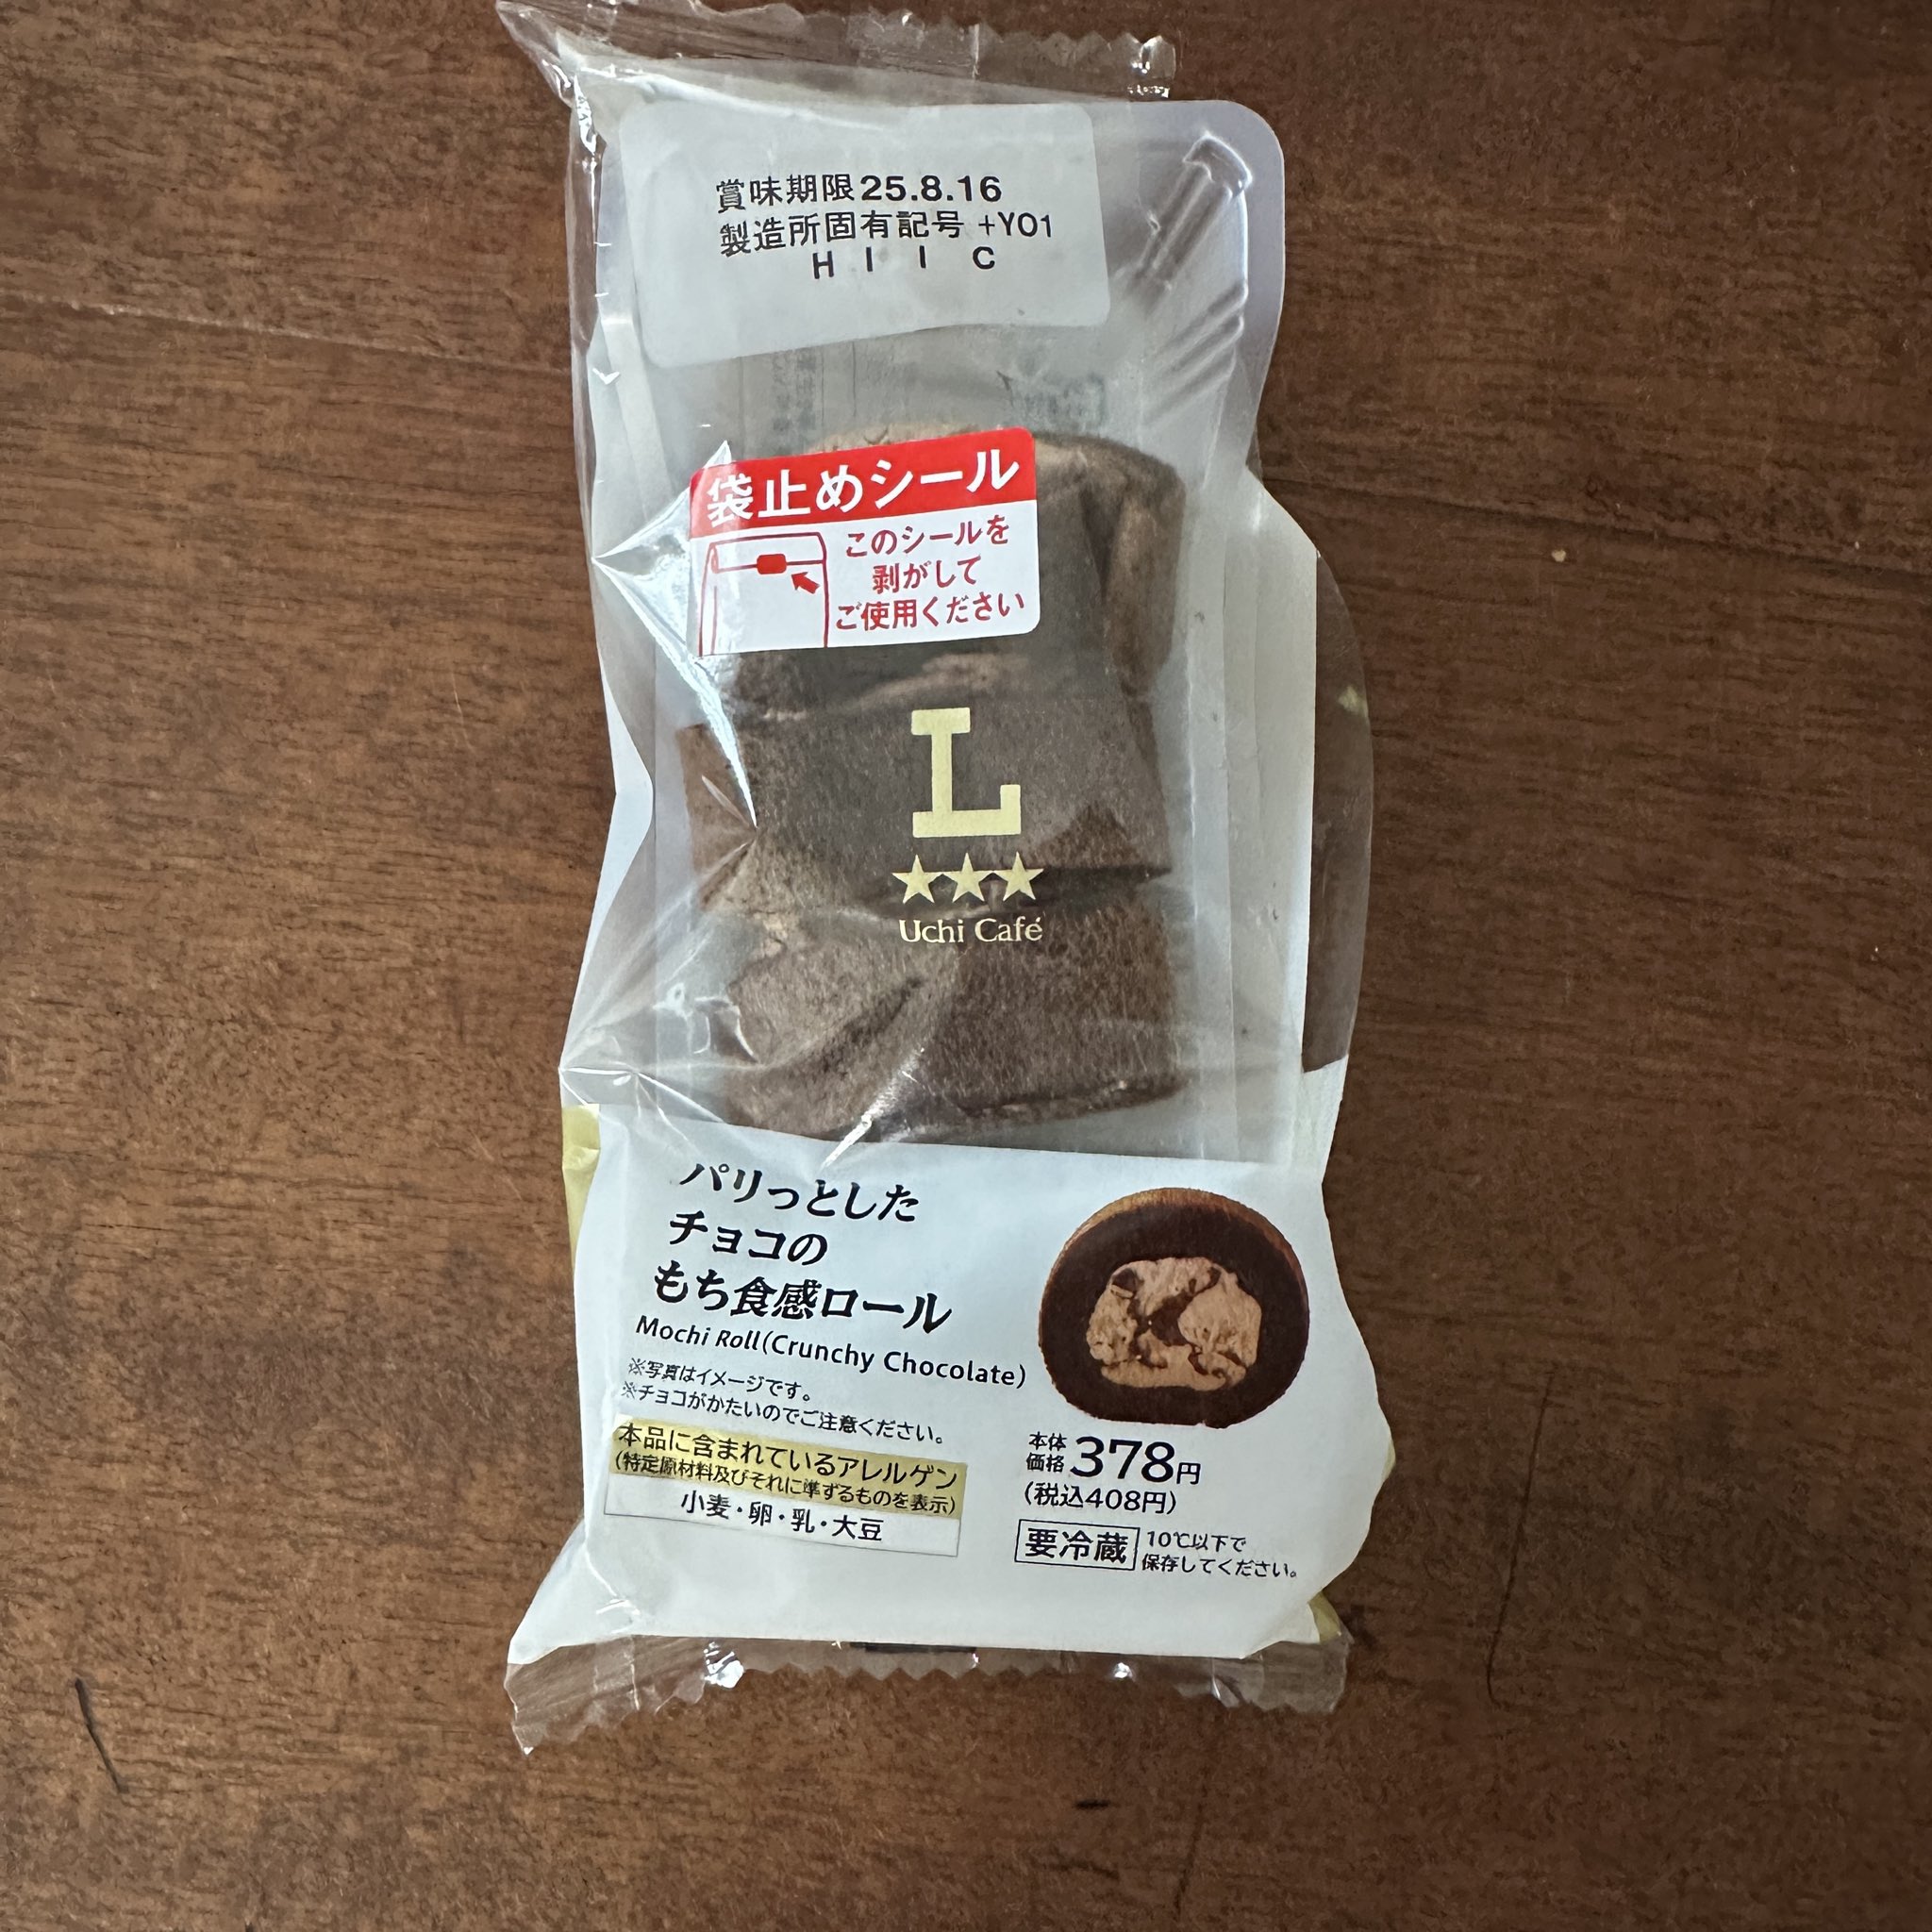 賞味期限25.8.16
製造所固有記号 +Y01
H I I C
袋止めシール
このシールを
剥がして
ご使用ください
L
★★★
Uchi Café
パリっとした
チョコの
もち食感ロール
Mochi Roll(Crunchy Chocolate)
※写真はイメージです。
※チョコがかたいのでご注意ください。
本品に含まれているアレルゲン
(特定原材料及びそれに準ずるものを表示)
小麦・卵・乳・大豆
本体価格378円
(税込408円)
要冷蔵 10℃以下で
保存してください。